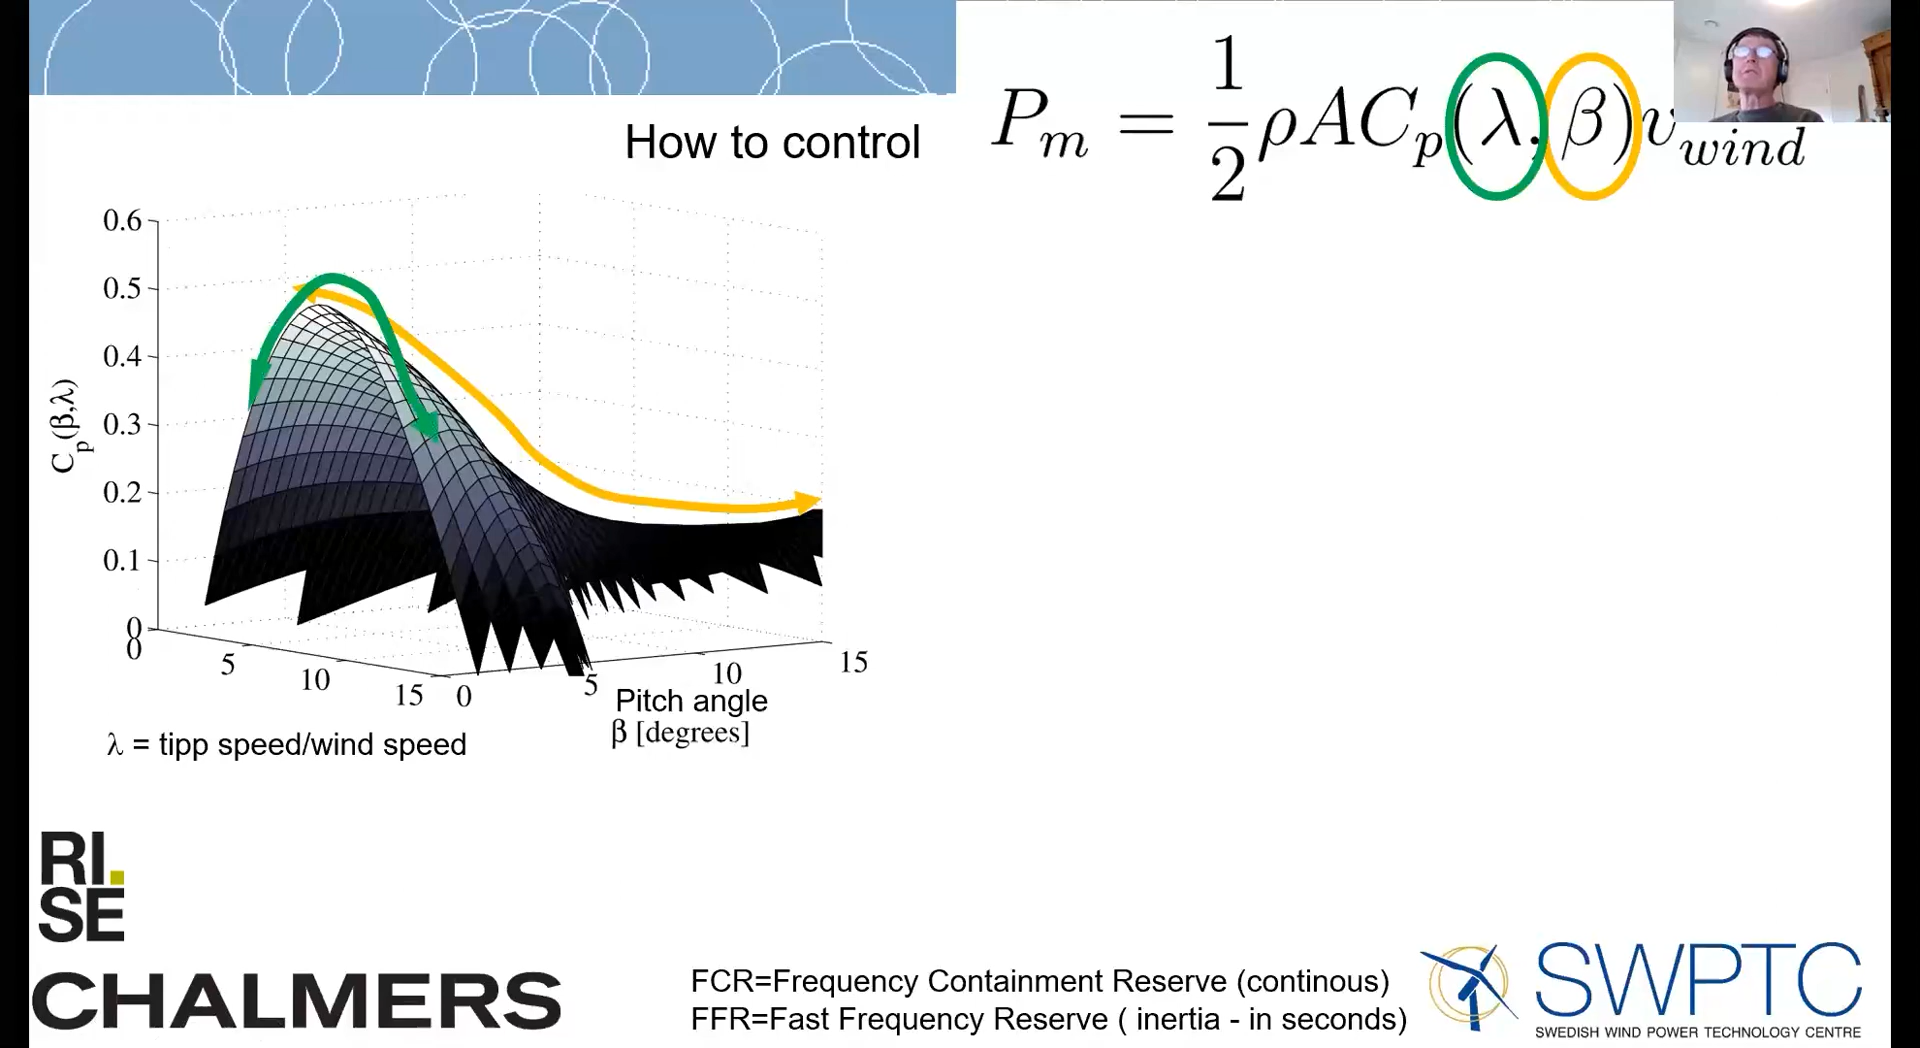 How to control
P_m = \frac{1}{2} ρAC_p(λ, β)v_{wind}
0.6
0.5
0.4
0.3
0.2
0.1
0
C_p(β,λ)
0
5
10
15
0
5
10
15
Pitch angle
β [degrees]
λ = tipp speed/wind speed
RI.
SE
CHALMERS
FCR=Frequency Containment Reserve (continous)
FFR=Fast Frequency Reserve ( inertia - in seconds)
SWPTC
SWEDISH WIND POWER TECHNOLOGY CENTRE